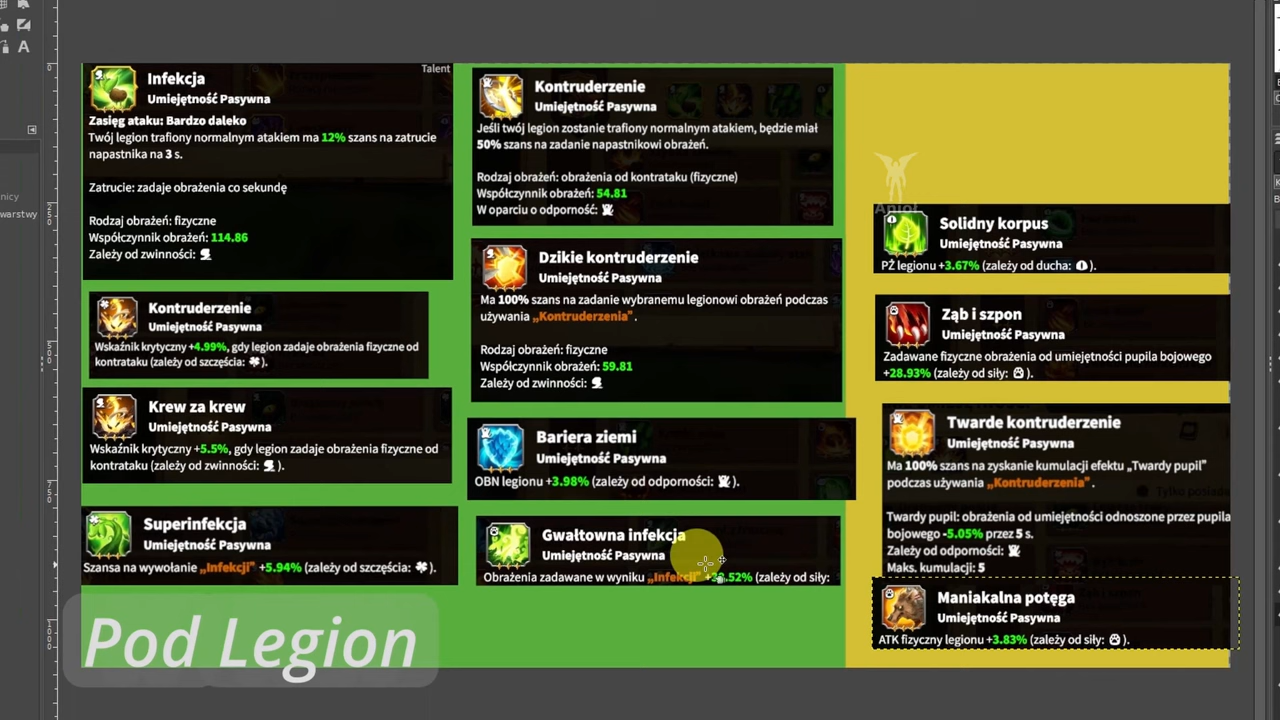 Talent
Infekcja
Umiejętność Pasywna
Zasięg ataku: Bardzo daleko
Twój legion trafiony normalnym atakiem ma 12% szans na zatrucie
napastnika na 3 s.
Zatrucie: zadaje obrażenia co sekundę
Rodzaj obrażeń: fizyczne
Współczynnik obrażeń: 114.86
Zależy od zwinności:
Kontruderzenie
Umiejętność Pasywna
Wskaźnik krytyczny +4.99%, gdy legion zadaje obrażenia fizyczne od
kontrataku (zależy od szczęścia: ).
Krew za krew
Umiejętność Pasywna
Wskaźnik krytyczny +5.5%, gdy legion zadaje obrażenia fizyczne od
kontrataku (zależy od zwinności: ).
Superinfekcja
Umiejętność Pasywna
Szansa na wywołanie „Infekcji” +5.94% (zależy od szczęścia: ).
Pod Legion
Kontruderzenie
Umiejętność Pasywna
Jeśli twój legion zostanie trafiony normalnym atakiem, będzie miał
50% szans na zadanie napastnikowi obrażeń.
Rodzaj obrażeń: obrażenia od kontrataku (fizyczne)
Współczynnik obrażeń: 54.81
W oparciu o odporność:
Dzikie kontruderzenie
Umiejętność Pasywna
Ma 100% szans na zadanie wybranemu legionowi obrażeń podczas
używania „Kontruderzenia”.
Rodzaj obrażeń: fizyczne
Współczynnik obrażeń: 59.81
Zależy od zwinności:
Bariera ziemi
Umiejętność Pasywna
OBN legionu +3.98% (zależy od odporności: ).
Gwałtowna infekcja
Umiejętność Pasywna
Obrażenia zadawane w wyniku „Infekcji” (zależy od siły:
Anioł
Solidny korpus
Umiejętność Pasywna
PŻ legionu +3.67% (zależy od ducha: ).
Ząb i szpon
Umiejętność Pasywna
Zadawane fizyczne obrażenia od umiejętności pupila bojowego
+28.93% (zależy od siły: ).
Twarde kontruderzenie
Umiejętność Pasywna
Ma 100% szans na zyskanie kumulacji efektu „Twardy pupil”
podczas używania „Kontruderzenia”.
Tylko posiada
Twardy pupil: obrażenia od umiejętności odnoszone przez pupila
bojowego -5.05% przez 5 s.
Zależy od odporności:
Maks. kumulacji: 5
Maniakalna potęga
Umiejętność Pasywna
ATK fizyczny legionu +3.83% (zależy od siły: ).
nicy
warstwy